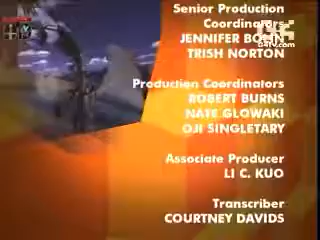 Senior Production
Coordinators
JENNIFER BOHN
TRISH NORTON
Production Coordinators
ROBERT BURNS
NATE GLOWAKI
OJI SINGLETARY
Associate Producer
LI C. KUO
Transcriber
COURTNEY DAVIDS